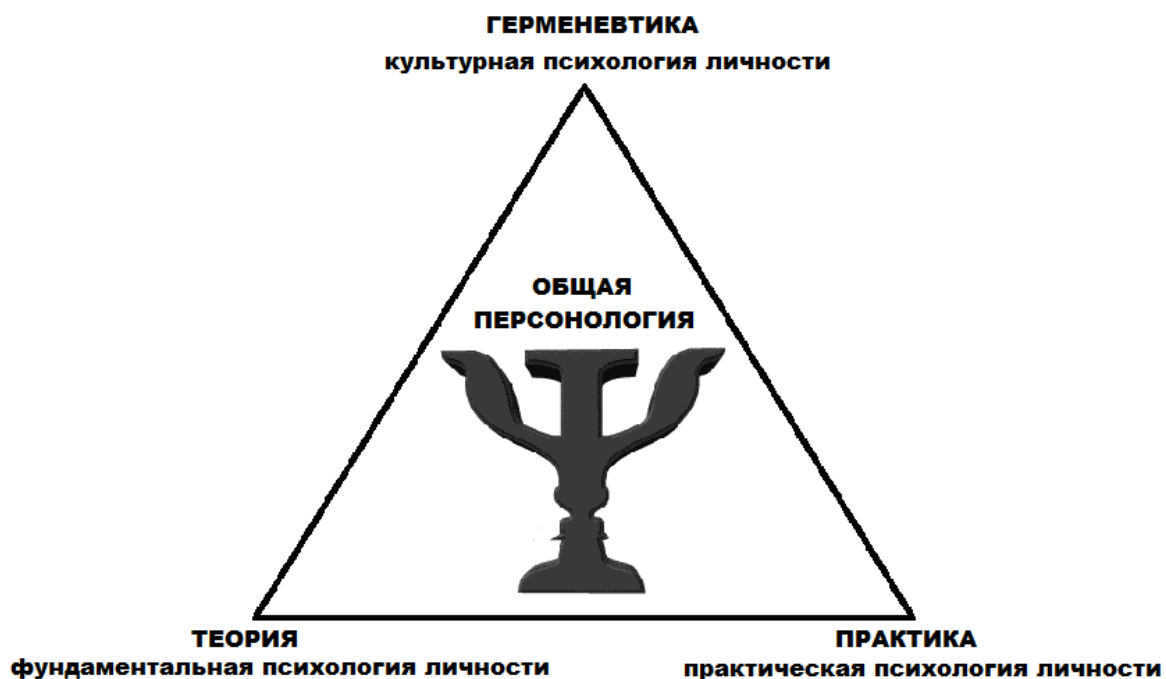 ГЕРМЕНЕВТИКА
культурная психология личности
ОБЩАЯ
ПЕРСОНОЛОГИЯ
ТЕОРИЯ
фундаментальная психология личности
ПРАКТИКА
практическая психология личности